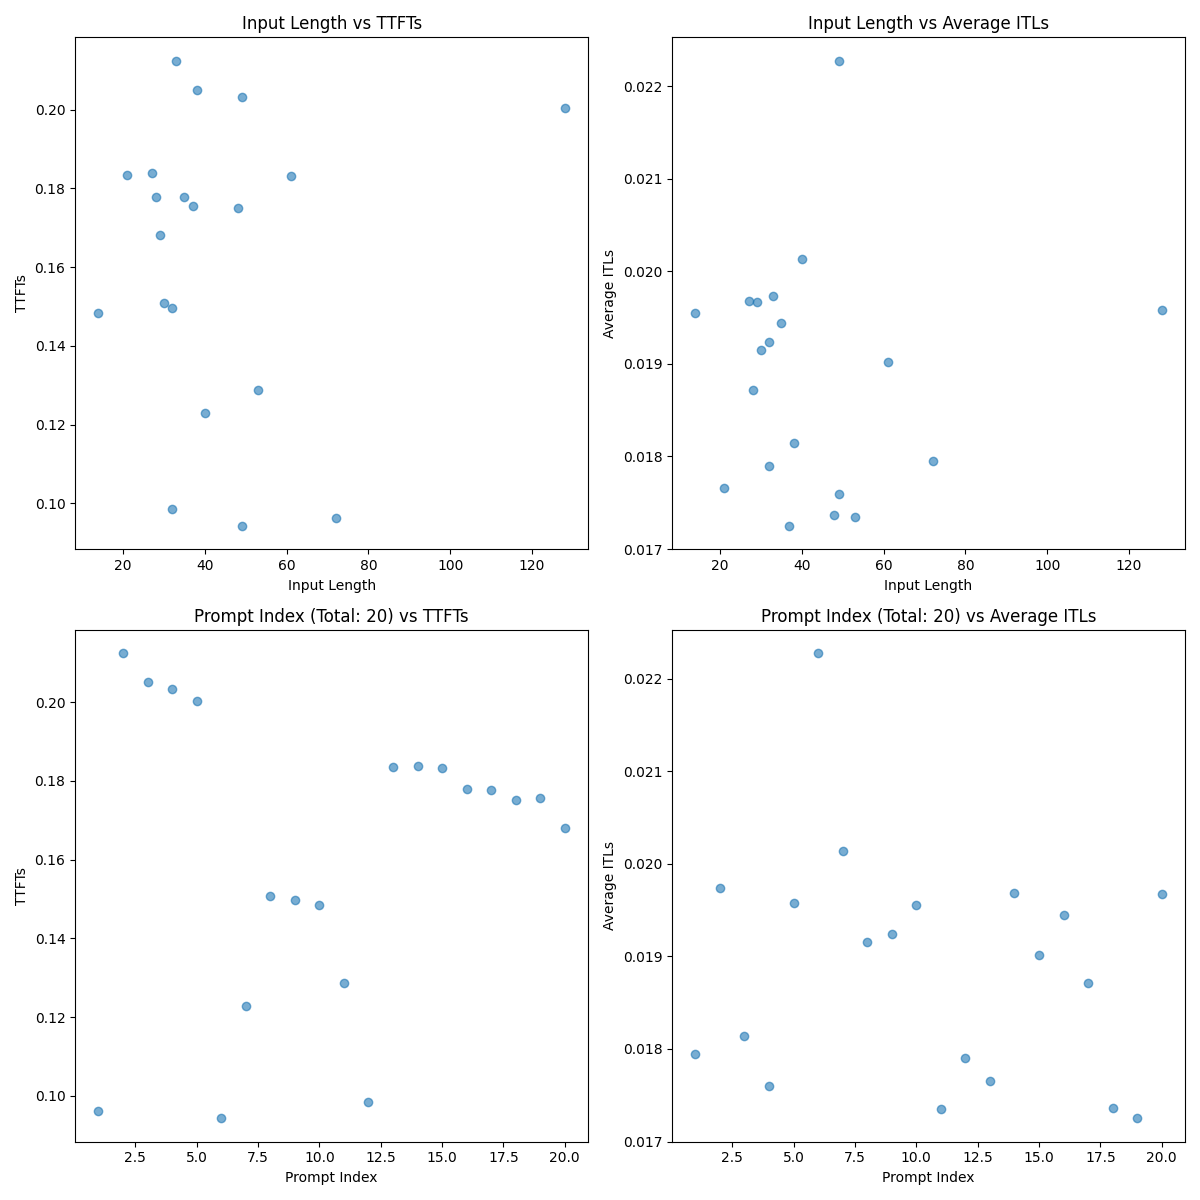 Input Length vs TTFTs
0.20
0.18
0.16
0.14
0.12
0.10
TTFTs
20 40 60 80 100 120
Input Length
Input Length vs Average ITLs
0.022
0.021
0.020
0.019
0.018
0.017
Average ITLs
20 40 60 80 100 120
Input Length
Prompt Index (Total: 20) vs TTFTs
0.20
0.18
0.16
0.14
0.12
0.10
TTFTs
2.5 5.0 7.5 10.0 12.5 15.0 17.5 20.0
Prompt Index
Prompt Index (Total: 20) vs Average ITLs
0.022
0.021
0.020
0.019
0.018
0.017
Average ITLs
2.5 5.0 7.5 10.0 12.5 15.0 17.5 20.0
Prompt Index